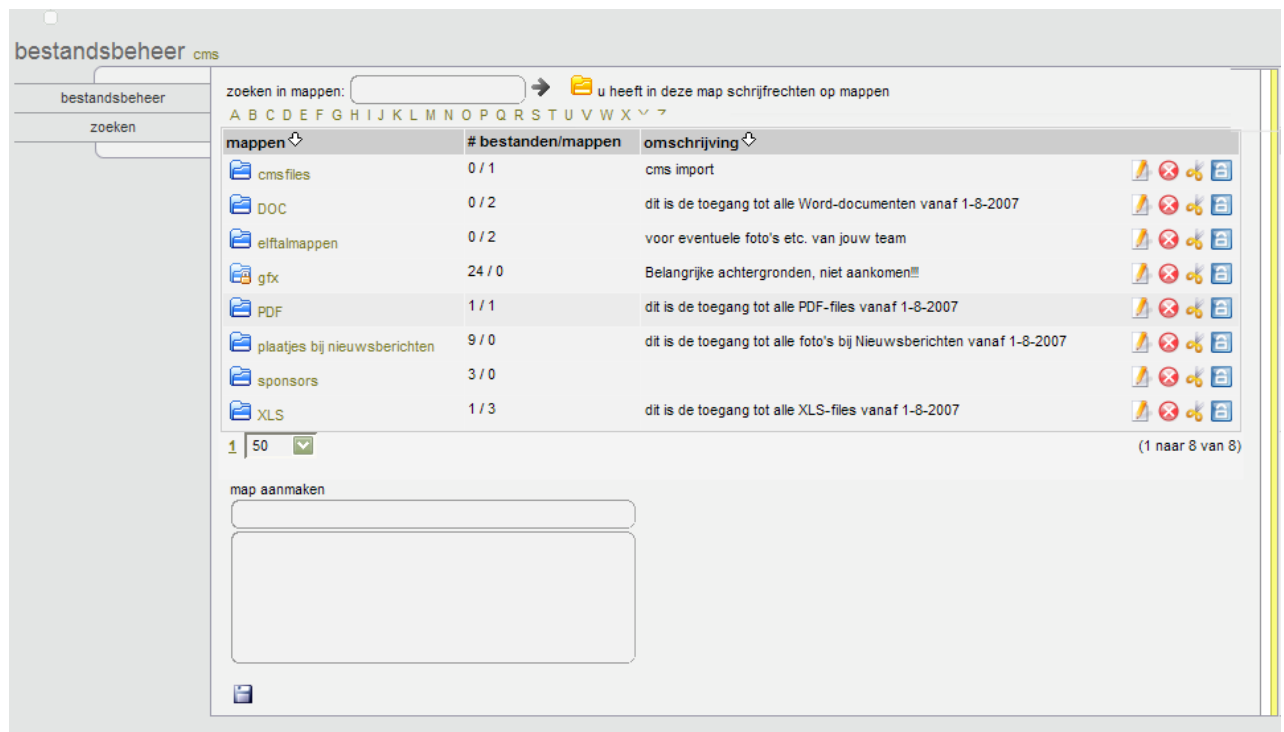 bestandsbeheer cms
bestandsbeheer
zoeken
zoeken in mappen: u heeft in deze map schrijfrechten op mappen
A B C D E F G H I J K L M N O P Q R S T U V W X Y Z
mappen # bestanden/mappen omschrijving
cmsfiles 0 / 1 cms import
DOC 0 / 2 dit is de toegang tot alle Word-documenten vanaf 1-8-2007
elftalmappen 0 / 2 voor eventuele foto's etc. van jouw team
gfx 24 / 0 Belangrijke achtergronden, niet aankomen!!!
PDF 1 / 1 dit is de toegang tot alle PDF-files vanaf 1-8-2007
plaatjes bij nieuwsberichten 9 / 0 dit is de toegang tot alle foto's bij Nieuwsberichten vanaf 1-8-2007
sponsors 3 / 0
XLS 1 / 3 dit is de toegang tot alle XLS-files vanaf 1-8-2007
1 50 (1 naar 8 van 8)
map aanmaken